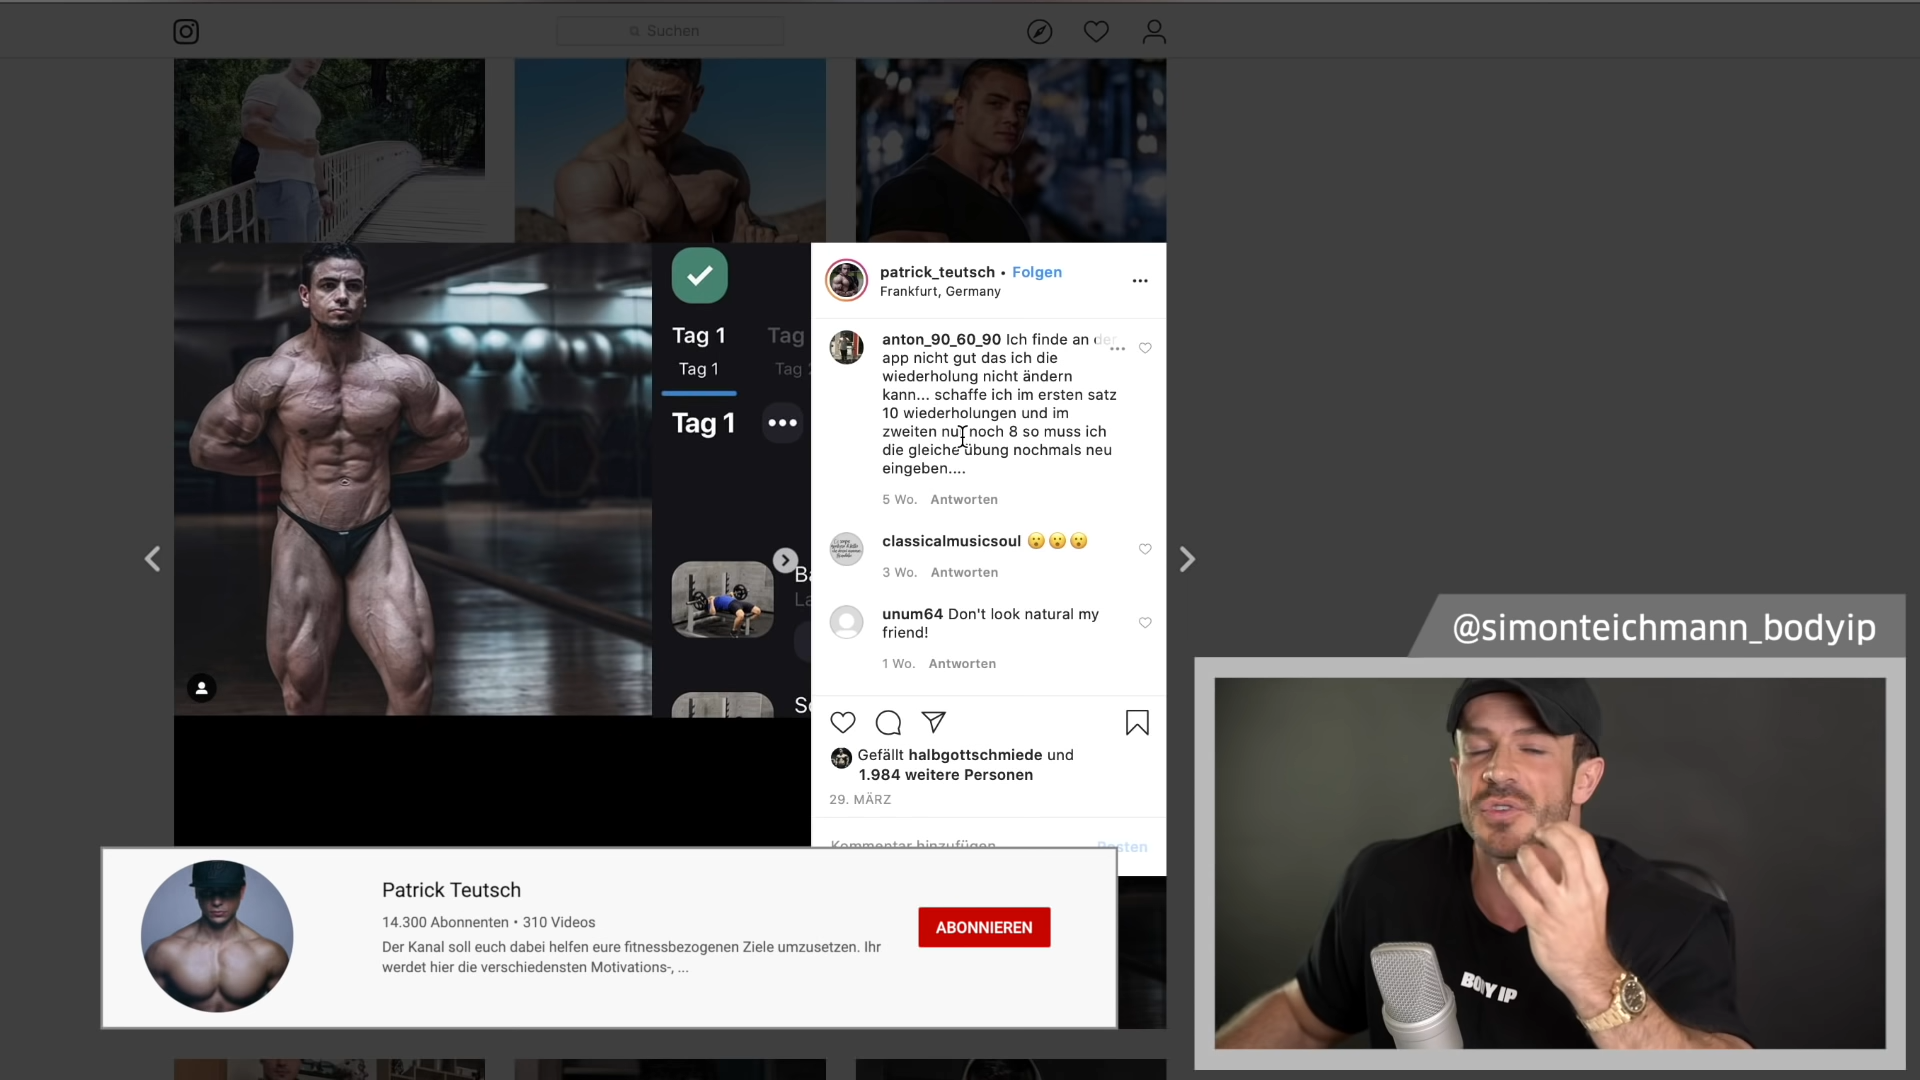 Suchen
Tag 1
Tag
Tag 1
Tag
Tag 1
patrick_teutsch • Folgen
Frankfurt, Germany
anton_90_60_90 Ich finde an der
app nicht gut das ich die
wiederholung nicht ändern
kann... schaffe ich im ersten satz
10 wiederholungen und im
zweiten nur noch 8 so muss ich
die gleiche übung nochmals neu
eingeben....
5 Wo. Antworten
classicalmusicsoul 😮😮😮
3 Wo. Antworten
unum64 Don't look natural my
friend!
1 Wo. Antworten
Gefällt halbgottschmiede und
1.984 weitere Personen
29. MÄRZ
Kommentar hinzufügen
Posten
@simonteichmann_bodyip
BODY IP
Patrick Teutsch
14.300 Abonnenten • 310 Videos
Der Kanal soll euch dabei helfen eure fitnessbezogenen Ziele umzusetzen. Ihr
werdet hier die verschiedensten Motivations-, ...
ABONNIEREN